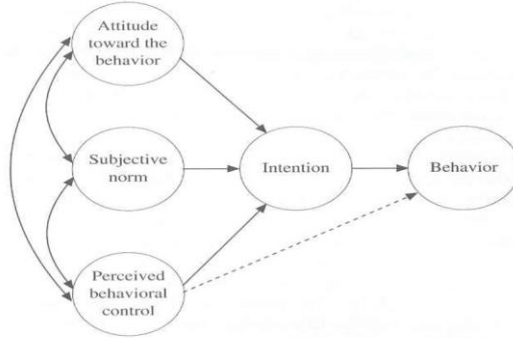 Attitude
toward the
behavior
Subjective
norm
Intention
Behavior
Perceived
behavioral
control